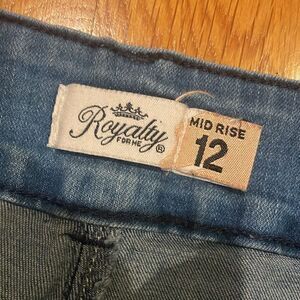 Royalty
FOR ME ®
MID RISE
12